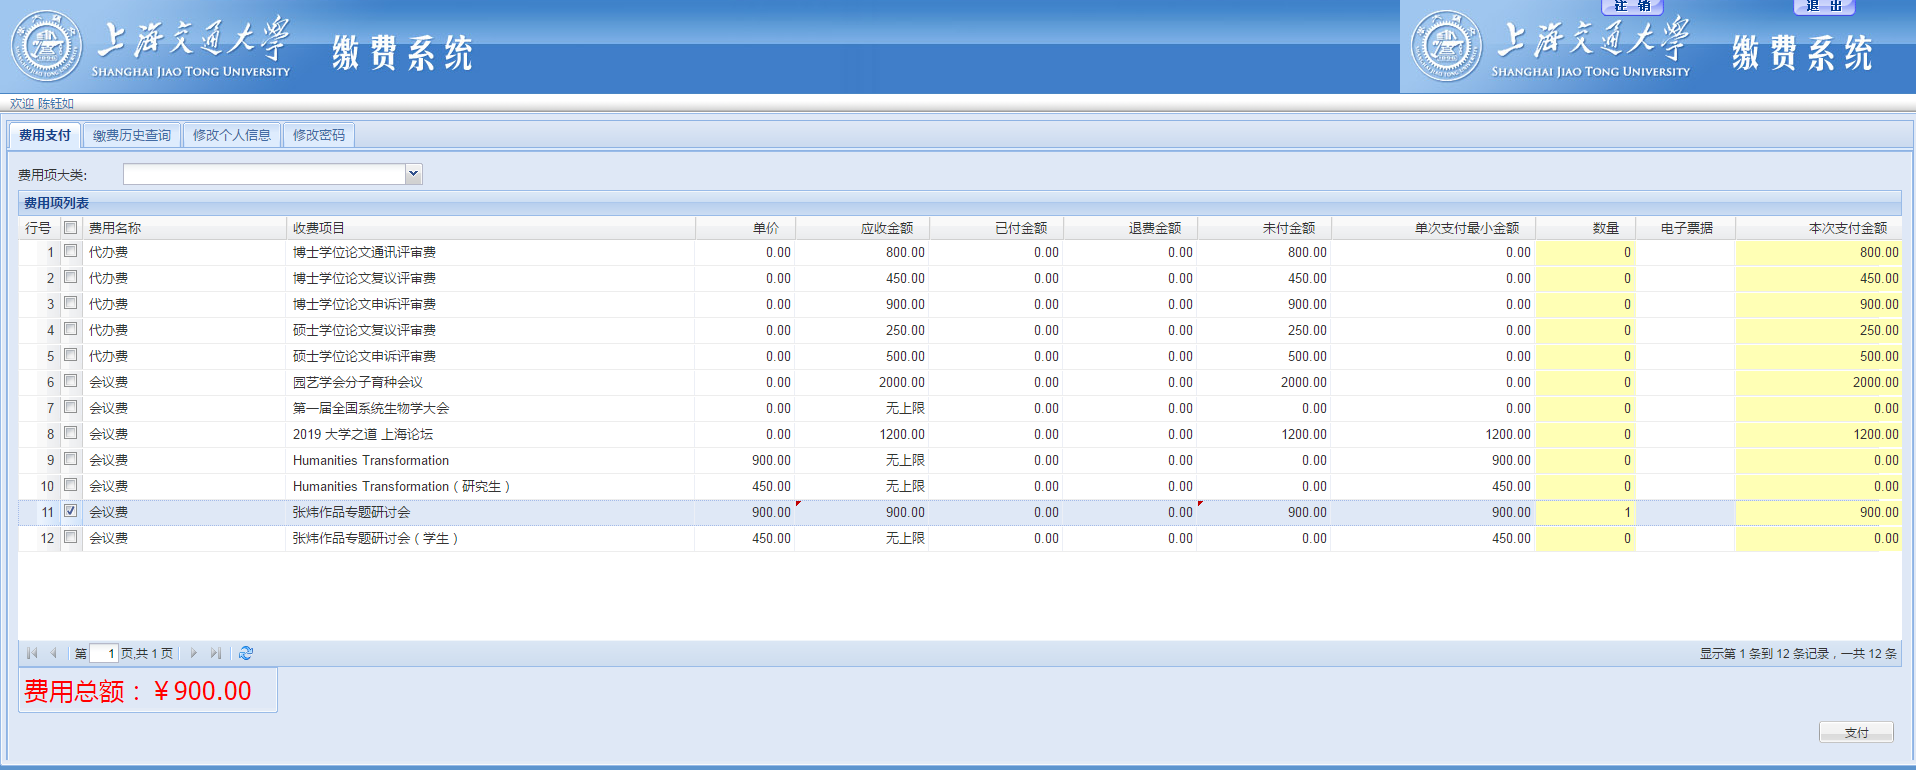 上海交通大学 SHANGHAI JIAO TONG UNIVERSITY 缴费系统
注 销 退 出
上海交通大学 SHANGHAI JIAO TONG UNIVERSITY 缴费系统
欢迎 陈钰如
费用支付 缴费历史查询 修改个人信息 修改密码
费用项大类:
费用项列表
行号 费用名称 收费项目 单价 应收金额 已付金额 退费金额 未付金额 单次支付最小金额 数量 电子票据 本次支付金额
1 代办费 博士学位论文通讯评审费 0.00 800.00 0.00 0.00 800.00 0.00 0 800.00
2 代办费 博士学位论文复议评审费 0.00 450.00 0.00 0.00 450.00 0.00 0 450.00
3 代办费 博士学位论文申诉评审费 0.00 900.00 0.00 0.00 900.00 0.00 0 900.00
4 代办费 硕士学位论文复议评审费 0.00 250.00 0.00 0.00 250.00 0.00 0 250.00
5 代办费 硕士学位论文申诉评审费 0.00 500.00 0.00 0.00 500.00 0.00 0 500.00
6 会议费 园艺学会分子育种会议 0.00 2000.00 0.00 0.00 2000.00 0.00 0 2000.00
7 会议费 第一届全国系统生物学大会 0.00 无上限 0.00 0.00 0.00 0.00 0 0.00
8 会议费 2019 大学之道 上海论坛 0.00 1200.00 0.00 0.00 1200.00 1200.00 0 1200.00
9 会议费 Humanities Transformation 900.00 无上限 0.00 0.00 0.00 900.00 0 0.00
10 会议费 Humanities Transformation（研究生） 450.00 无上限 0.00 0.00 0.00 450.00 0 0.00
11 会议费 张炜作品专题研讨会 900.00 900.00 0.00 0.00 900.00 900.00 1 900.00
12 会议费 张炜作品专题研讨会（学生） 450.00 无上限 0.00 0.00 0.00 450.00 0 0.00
第 1 页,共 1 页 显示第 1 条到 12 条记录，一共 12 条
费用总额：￥900.00
支付